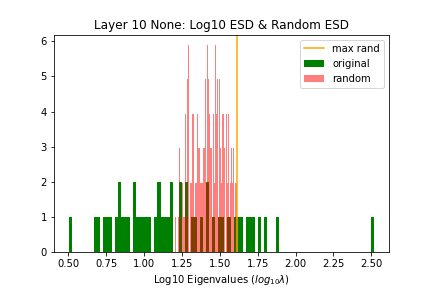 Layer 10 None: Log10 ESD & Random ESD
max rand
original
random
6
5
4
3
2
1
0
0.50 0.75 1.00 1.25 1.50 1.75 2.00 2.25 2.50
Log10 Eigenvalues (log₁₀λ)